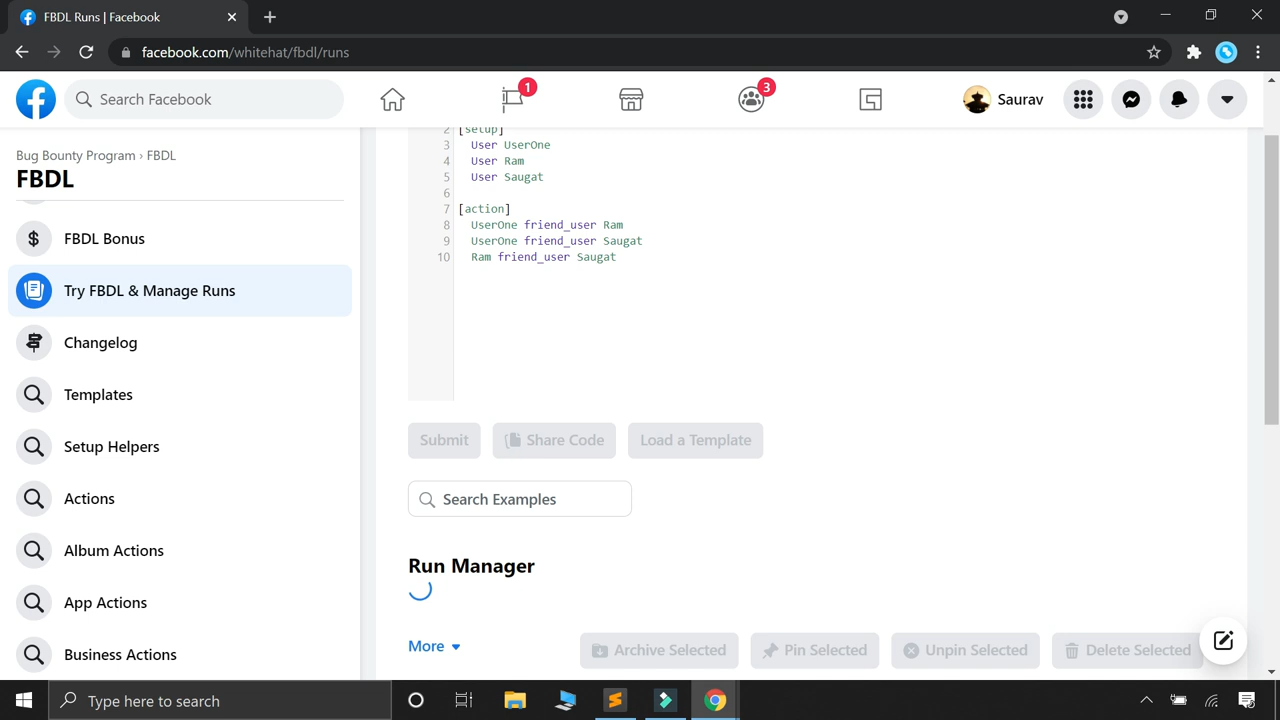 FBDL Runs | Facebook
facebook.com/whitehat/fbdl/runs
Search Facebook
1
3
Saurav
Bug Bounty Program › FBDL
FBDL
FBDL Bonus
Try FBDL & Manage Runs
Changelog
Templates
Setup Helpers
Actions
Album Actions
App Actions
Business Actions
2 [setup]
3 User UserOne
4 User Ram
5 User Saugat
6
7 [action]
8 UserOne friend_user Ram
9 UserOne friend_user Saugat
10 Ram friend_user Saugat
Submit Share Code Load a Template
Search Examples
Run Manager
More Archive Selected Pin Selected Unpin Selected Delete Selected
Type here to search